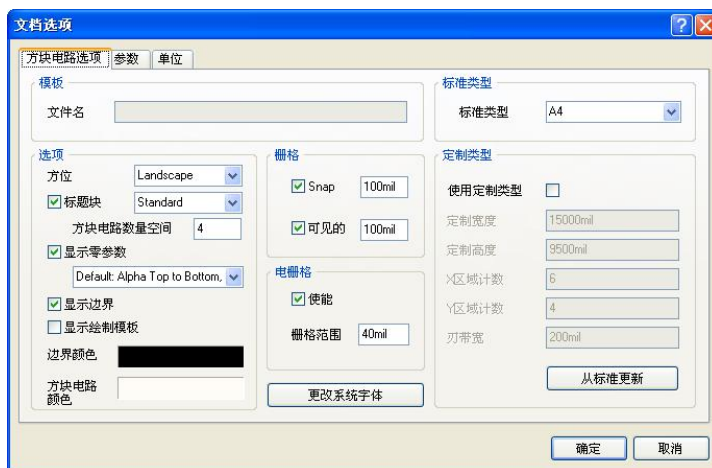 文档选项
方块电路选项 参数 单位
模板
文件名
标准类型
标准类型 A4
选项
方位 Landscape
标题块 Standard
方块电路数量空间 4
显示零参数
Default: Alpha Top to Bottom,
显示边界
显示绘制模板
边界颜色
方块电路
颜色
栅格
Snap 100mil
可见的 100mil
电栅格
使能
栅格范围 40mil
更改系统字体
定制类型
使用定制类型
定制宽度 15000mil
定制高度 9500mil
X区域计数 6
Y区域计数 4
刃带宽 200mil
从标准更新
确定 取消